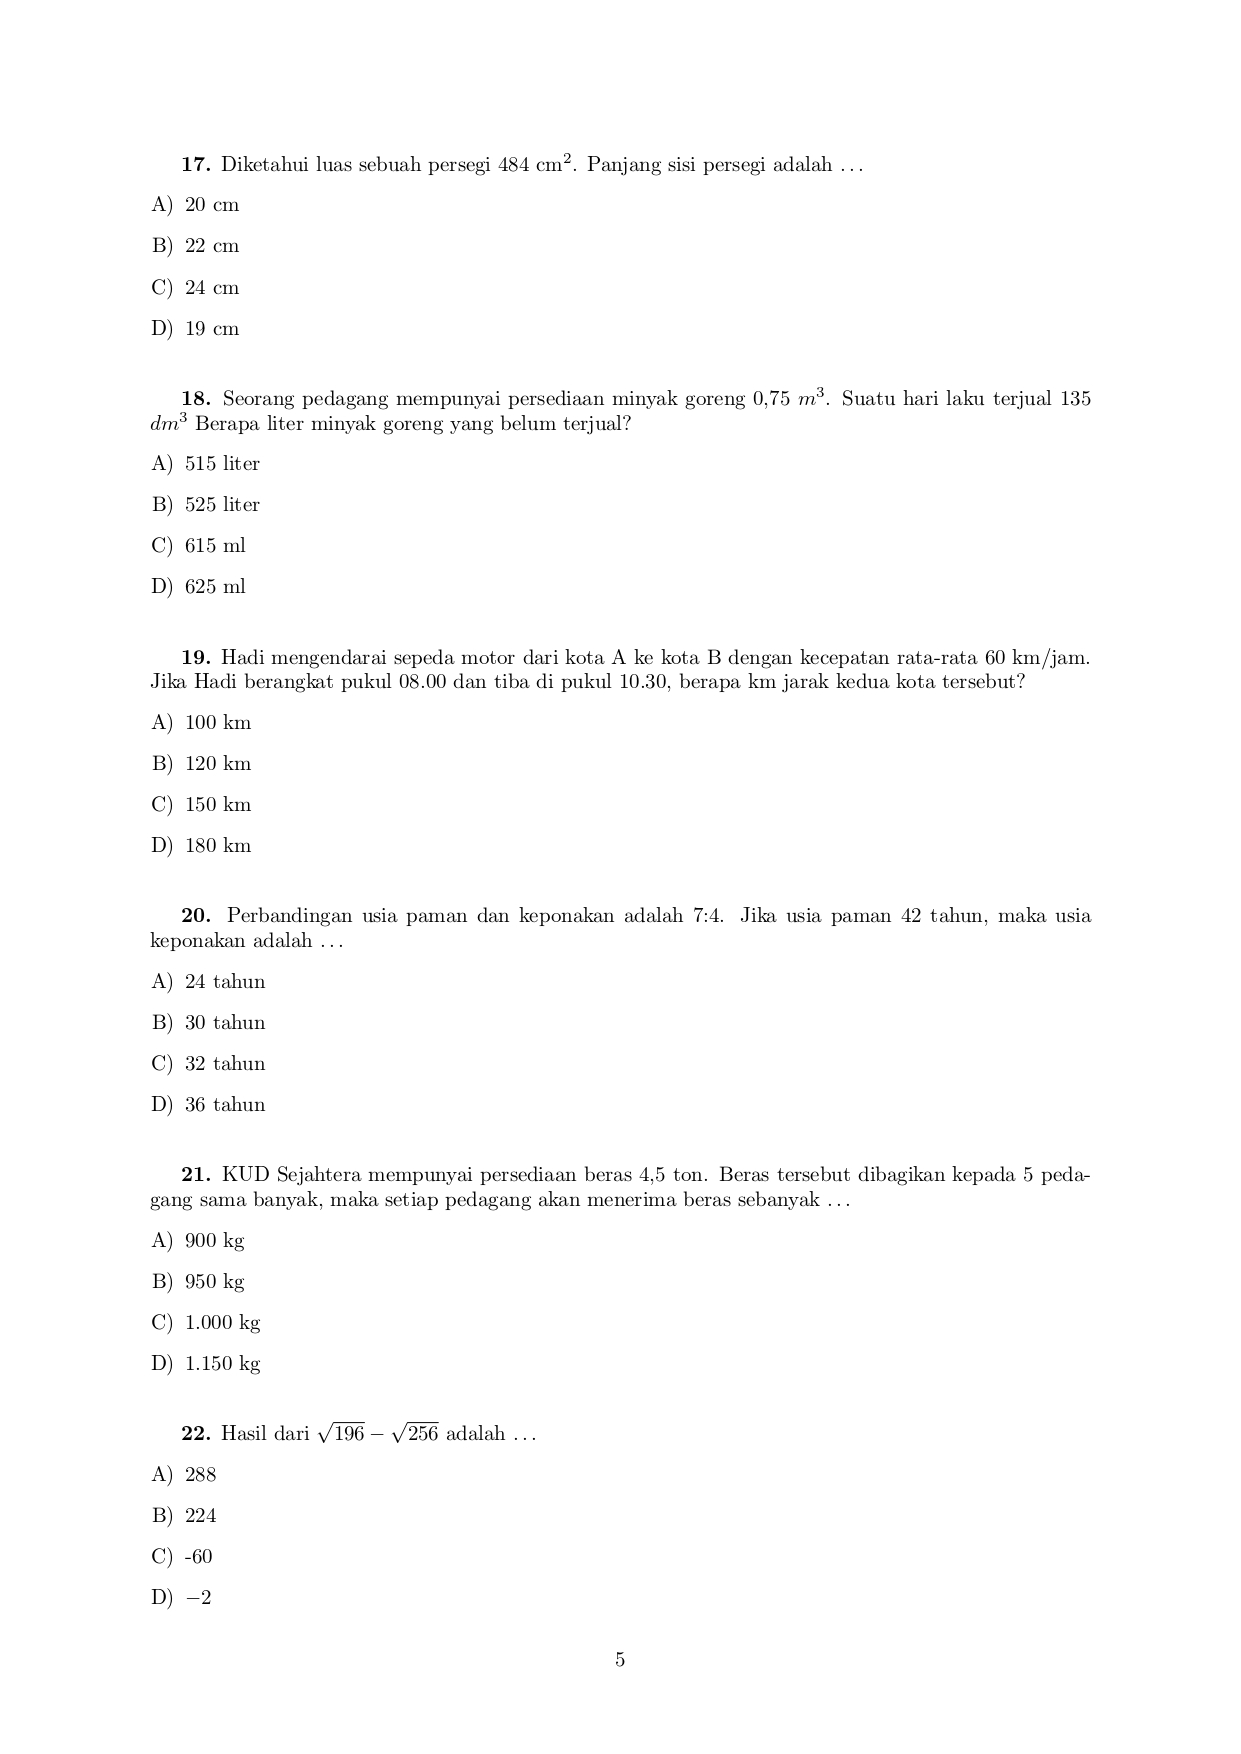 17. Diketahui luas sebuah persegi 484 cm². Panjang sisi persegi adalah ...
A) 20 cm
B) 22 cm
C) 24 cm
D) 19 cm
18. Seorang pedagang mempunyai persediaan minyak goreng 0,75 m³. Suatu hari laku terjual 135
dm³ Berapa liter minyak goreng yang belum terjual?
A) 515 liter
B) 525 liter
C) 615 ml
D) 625 ml
19. Hadi mengendarai sepeda motor dari kota A ke kota B dengan kecepatan rata-rata 60 km/jam.
Jika Hadi berangkat pukul 08.00 dan tiba di pukul 10.30, berapa km jarak kedua kota tersebut?
A) 100 km
B) 120 km
C) 150 km
D) 180 km
20. Perbandingan usia paman dan keponakan adalah 7:4. Jika usia paman 42 tahun, maka usia
keponakan adalah ...
A) 24 tahun
B) 30 tahun
C) 32 tahun
D) 36 tahun
21. KUD Sejahtera mempunyai persediaan beras 4,5 ton. Beras tersebut dibagikan kepada 5 peda-
gang sama banyak, maka setiap pedagang akan menerima beras sebanyak ...
A) 900 kg
B) 950 kg
C) 1.000 kg
D) 1.150 kg
22. Hasil dari √196 − √256 adalah ...
A) 288
B) 224
C) -60
D) −2
5